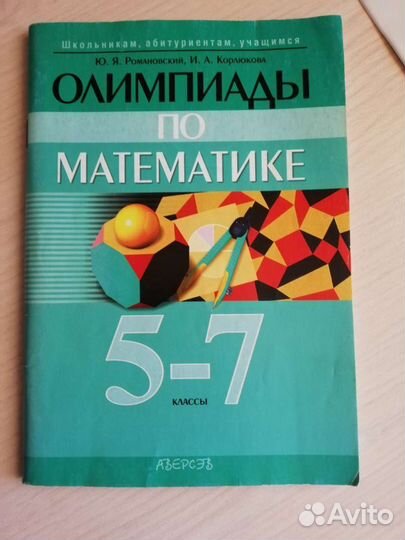 Школьникам, абитуриентам, учащимся
Ю. Я. Романовский, И. А. Корлюкова
ОЛИМПИАДЫ
ПО
МАТЕМАТИКЕ
5–7
КЛАССЫ
АВЕРСЭВ
Avito